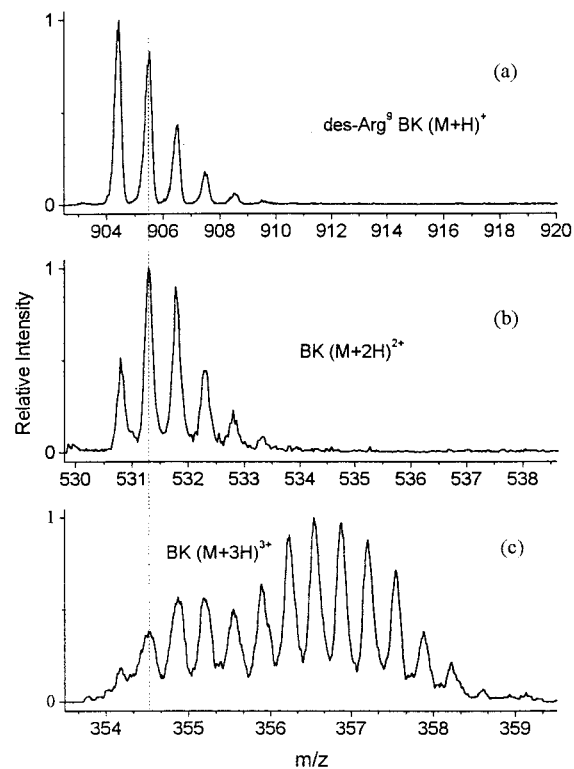 1
(a)
des-Arg⁹ BK (M+H)⁺
0
904 906 908 910 912 914 916 918 920
1
(b)
BK (M+2H)²⁺
Relative Intensity
0
530 531 532 533 534 535 536 537 538
1
BK (M+3H)³⁺
(c)
0
354 355 356 357 358 359
m/z